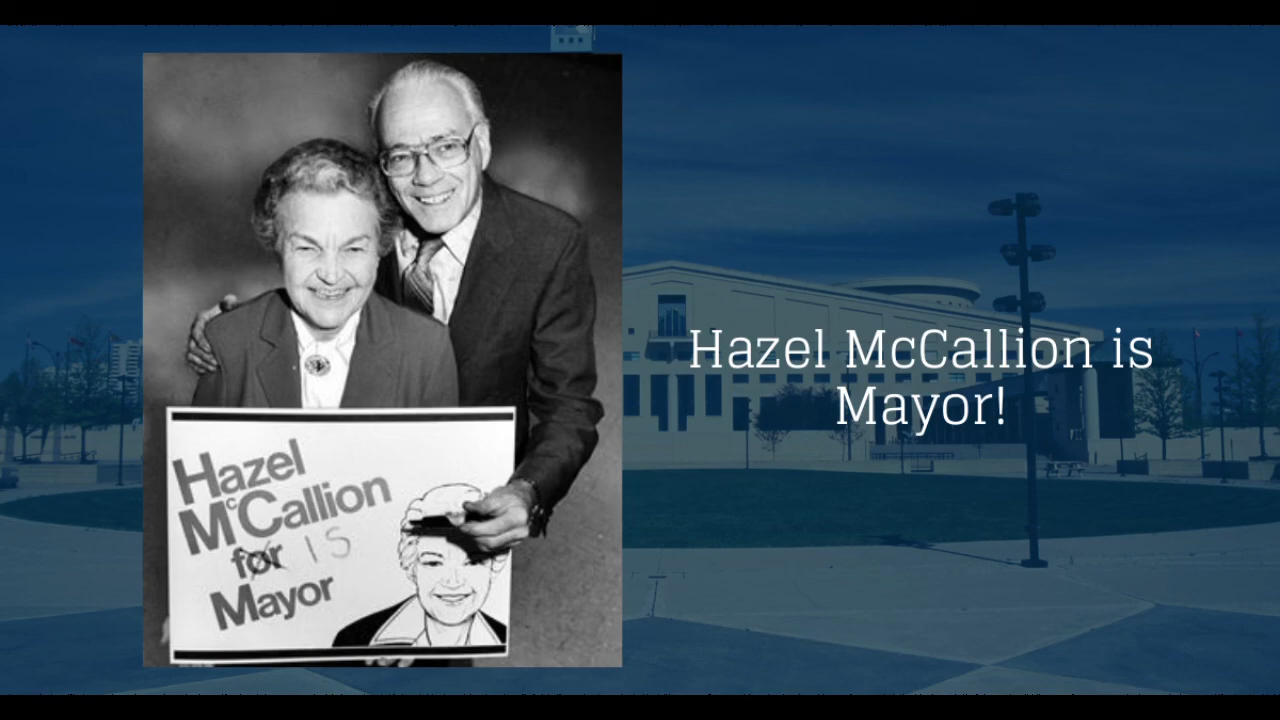 Hazel
McCallion
for IS
Mayor
Hazel McCallion is
Mayor!